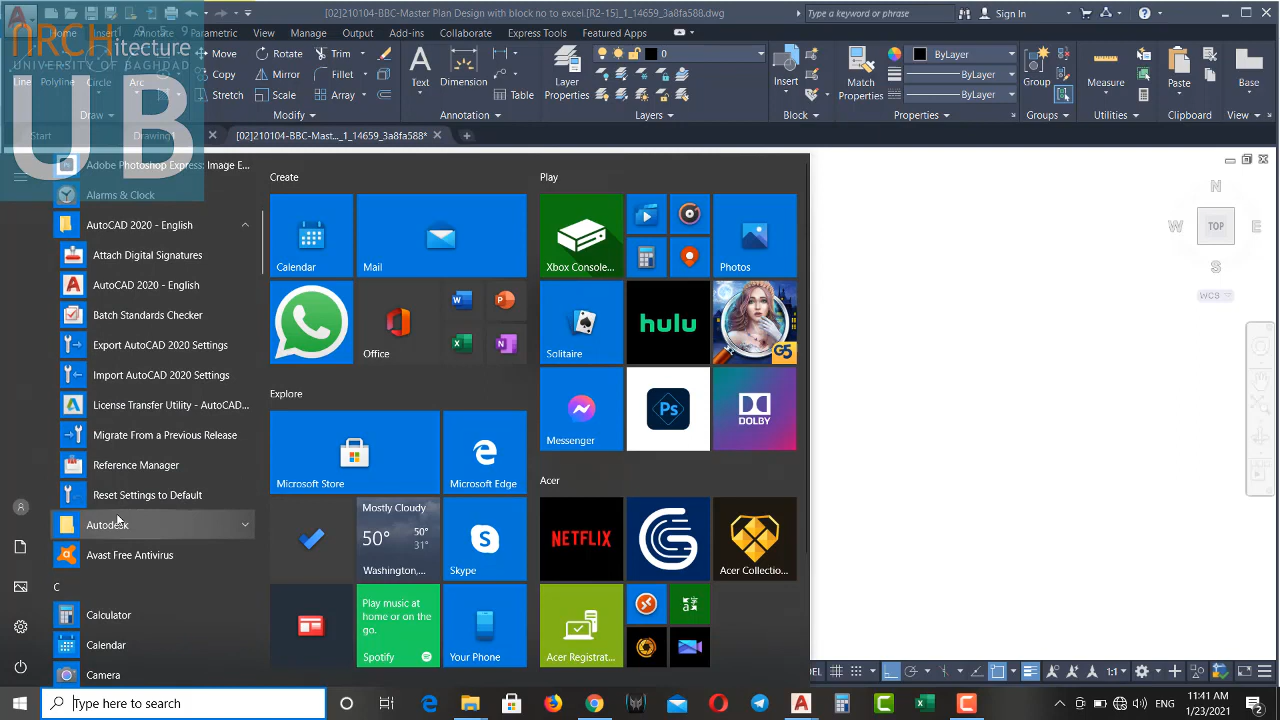 [02]210104-BBC-Master Plan Design with block no to excel.[R2-15]_1_14659_3a8fa588.dwg
Type a keyword or phrase
Sign In
Home
Insert
Annotate
Parametric
View
Manage
Output
Add-ins
Collaborate
Express Tools
Featured Apps
NRCHitecture
UNIVERSITY OF BAGHDAD
UB
Line
Polyline
Circle
Arc
Draw
Move
Rotate
Trim
Copy
Mirror
Fillet
Stretch
Scale
Array
Modify
Text
Dimension
Table
Annotation
Layer Properties
0
Layers
Insert
Block
Match Properties
ByLayer
ByLayer
ByLayer
Properties
Group
Groups
Measure
Utilities
Paste
Clipboard
Base
View
Start
Drawing1
[02]210104-BBC-Mast..._1_14659_3a8fa588*
Adobe Photoshop Express: Image E...
Alarms & Clock
AutoCAD 2020 - English
Attach Digital Signatures
AutoCAD 2020 - English
Batch Standards Checker
Export AutoCAD 2020 Settings
Import AutoCAD 2020 Settings
License Transfer Utility - AutoCAD...
Migrate From a Previous Release
Reference Manager
Reset Settings to Default
Autodesk
Avast Free Antivirus
C
Calculator
Calendar
Camera
Create
Calendar
Mail
Office
Explore
Microsoft Store
Microsoft Edge
Mostly Cloudy
50° 50°
31°
Washington,...
Skype
Play music at home or on the go.
Spotify
Your Phone
Play
Xbox Console...
Photos
Solitaire
hulu
G5
Messenger
Ps
DOLBY
Acer
NETFLIX
Acer Collectio...
Acer Registrat...
N
W
TOP
E
S
WCS
1:1
Type here to search
ENG
11:41 AM
1/23/2021
2